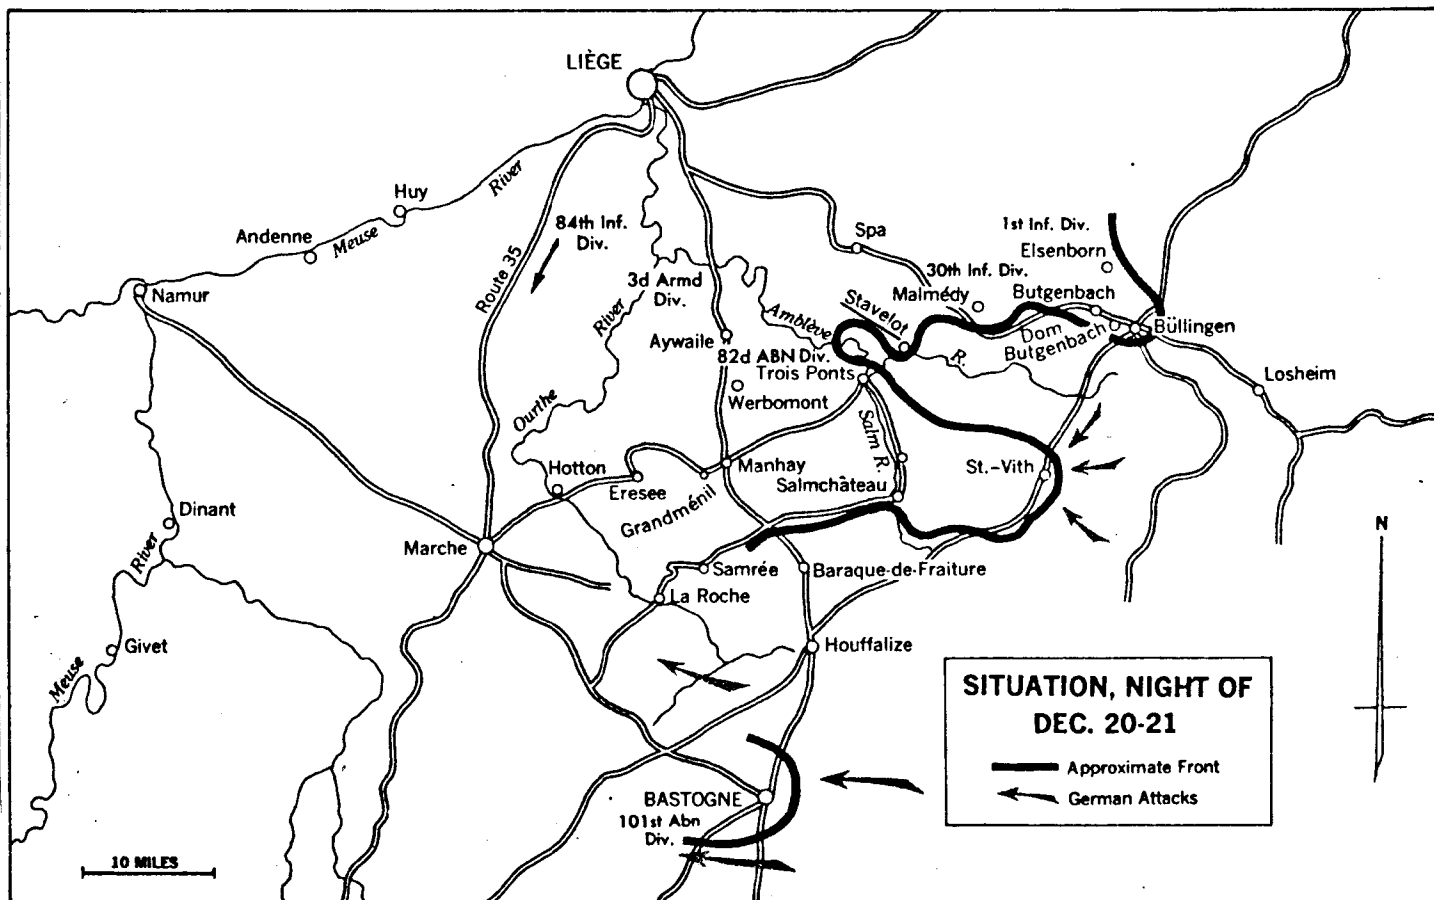 LIÈGE
Huy
River
Andenne
Meuse
Namur
84th Inf.
Div.
Route 35
3d Armd
Div.
River
Aywaile
Spa
1st Inf. Div.
Elsenborn
30th Inf. Div.
Malmédy
Butgenbach
Stavelot
Amblève
R.
Dom
Butgenbach
Büllingen
Losheim
82d ABN Div.
Trois Ponts
Werbomont
Ourthe
Salm R.
Hotton
Eresee
Manhay
Grandménil
Salmchâteau
St.-Vith
Dinant
River
Marche
Samrée
Baraque-de-Fraiture
La Roche
Givet
Meuse
Houffalize
BASTOGNE
101st Abn
Div.
N
SITUATION, NIGHT OF
DEC. 20-21
Approximate Front
German Attacks
10 MILES